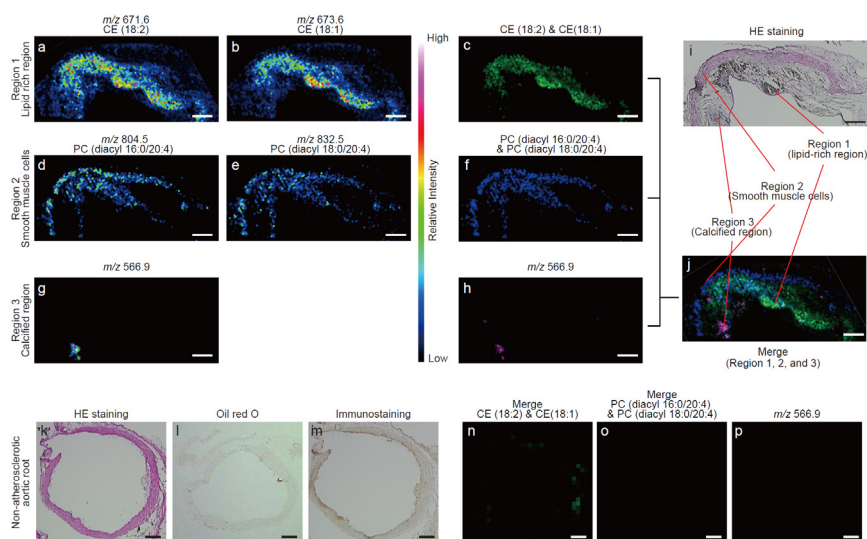 m/z 671.6
CE (18:2)
m/z 673.6
CE (18:1)
CE (18:2) & CE(18:1)
HE staining
High
Region 1
Lipid rich region
a
b
c
i
m/z 804.5
PC (diacyl 16:0/20:4)
m/z 832.5
PC (diacyl 18:0/20:4)
PC (diacyl 16:0/20:4)
& PC (diacyl 18:0/20:4)
Region 1
(lipid-rich region)
Region 2
Smooth muscle cells
d
e
Relative Intensity
f
Region 2
(Smooth muscle cells)
Region 3
(Calcified region)
m/z 566.9
m/z 566.9
Region 3
Calcified region
g
h
j
Low
Merge
(Region 1, 2, and 3)
HE staining
Oil red O
Immunostaining
Merge
CE (18:2) & CE(18:1)
Merge
PC (diacyl 16:0/20:4)
& PC (diacyl 18:0/20:4)
m/z 566.9
Non-atherosclerotic
aortic root
k
l
m
n
o
p